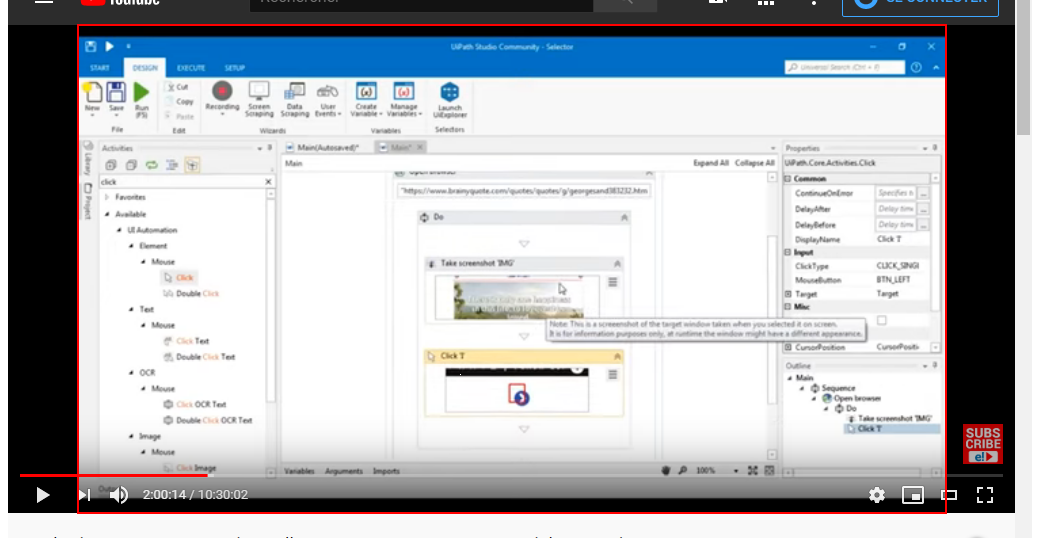 YouTube
Rechercher
SE CONNECTER
UiPath Studio Community - Selector
START DESIGN EXECUTE SETUP
Universal Search (Ctrl + F)
New Save Run (F5)
Cut
Copy
Paste
Recording Screen Scraping Data Scraping User Events Create Variable Manage Variables Launch UiExplorer
File Edit Wizards Variables Selectors
Library
Project
Activities
click
Favorites
Available
UI Automation
Element
Mouse
Click
Double Click
Text
Mouse
Click Text
Double Click Text
OCR
Mouse
Click OCR Text
Double Click OCR Text
Image
Mouse
Click Image
Main(Autosaved)* Main*
Main Expand All Collapse All
Open browser
"https://www.brainyquote.com/quotes/quotes/g/georgesand383232.htm
Do
Take screenshot 'IMG'
Note: This is a screenshot of the target window taken when you selected it on screen.
It is for information purposes only, at runtime the window might have a different appearance.
Click 'I'
Variables Arguments Imports 100%
Properties
UiPath.Core.Activities.Click
Common
ContinueOnError Specifies
DelayAfter Delay time
DelayBefore Delay time
DisplayName Click 'I'
Input
ClickType CLICK_SINGI
MouseButton BTN_LEFT
Target Target
Misc
CursorPosition CursorPositi
Outline
Main
Sequence
Open browser
Do
Take screenshot 'IMG'
Click 'I'
SUBS
CRIBE
e!
2:00:14 / 10:30:02